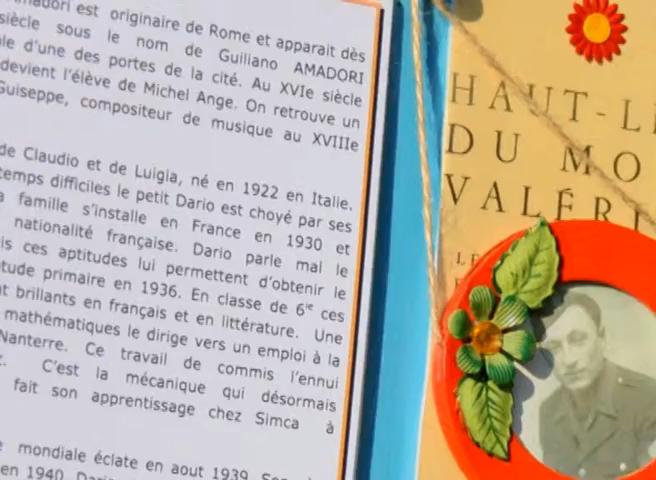 Amadori est originaire de Rome et apparait dès
siècle sous le nom de Guiliano AMADORI
d'une des portes de la cité. Au XVIe siècle
devient l'élève de Michel Ange. On retrouve un
Guiseppe, compositeur de musique au XVIIIe
de Claudio et de Luigla, né en 1922 en Italie.
temps difficiles le petit Dario est choyé par ses
famille s'installe en France en 1930 et
nationalité française. Dario parle mal le
ces aptitudes lui permettent d'obtenir le
primaire en 1936. En classe de 6ie ces
brillants en français et en littérature. Une
mathématiques le dirige vers un emploi à la
Nanterre. Ce travail de commis l'ennui
C'est la mécanique qui désormais
fait son apprentissage chez Simca à
mondiale éclate en aout 1939.
en 1940.
HAUT-L
DU MO
VALÉR